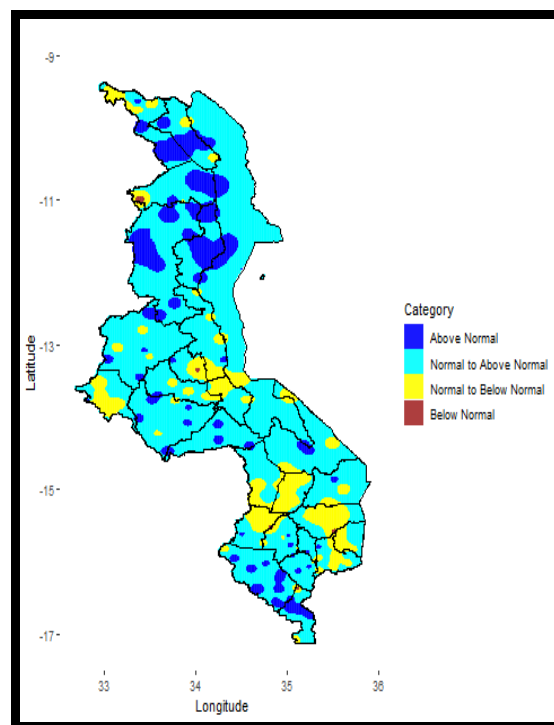 -9
-11
-13
-15
-17
Latitude
33
34
35
36
Longitude
Category
Above Normal
Normal to Above Normal
Normal to Below Normal
Below Normal